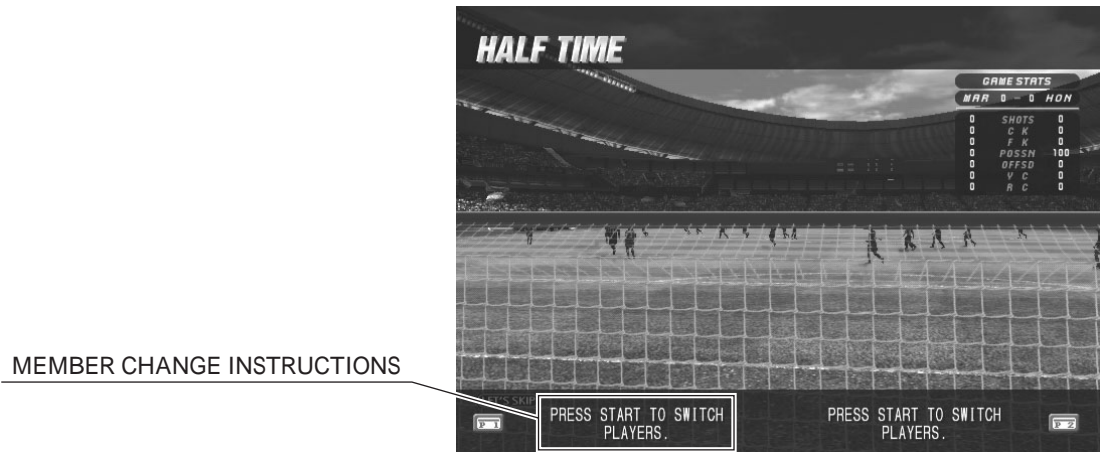 HALF TIME
GAME STATS
MAR 0 - 0 HON
0 SHOTS 0
0 C K 0
0 F K 0
0 POSSN 100
0 OFFSD 0
0 Y C 0
0 R C 0
MEMBER CHANGE INSTRUCTIONS
LET'S SKIP
P 1
PRESS START TO SWITCH
PLAYERS.
PRESS START TO SWITCH
PLAYERS.
P 2